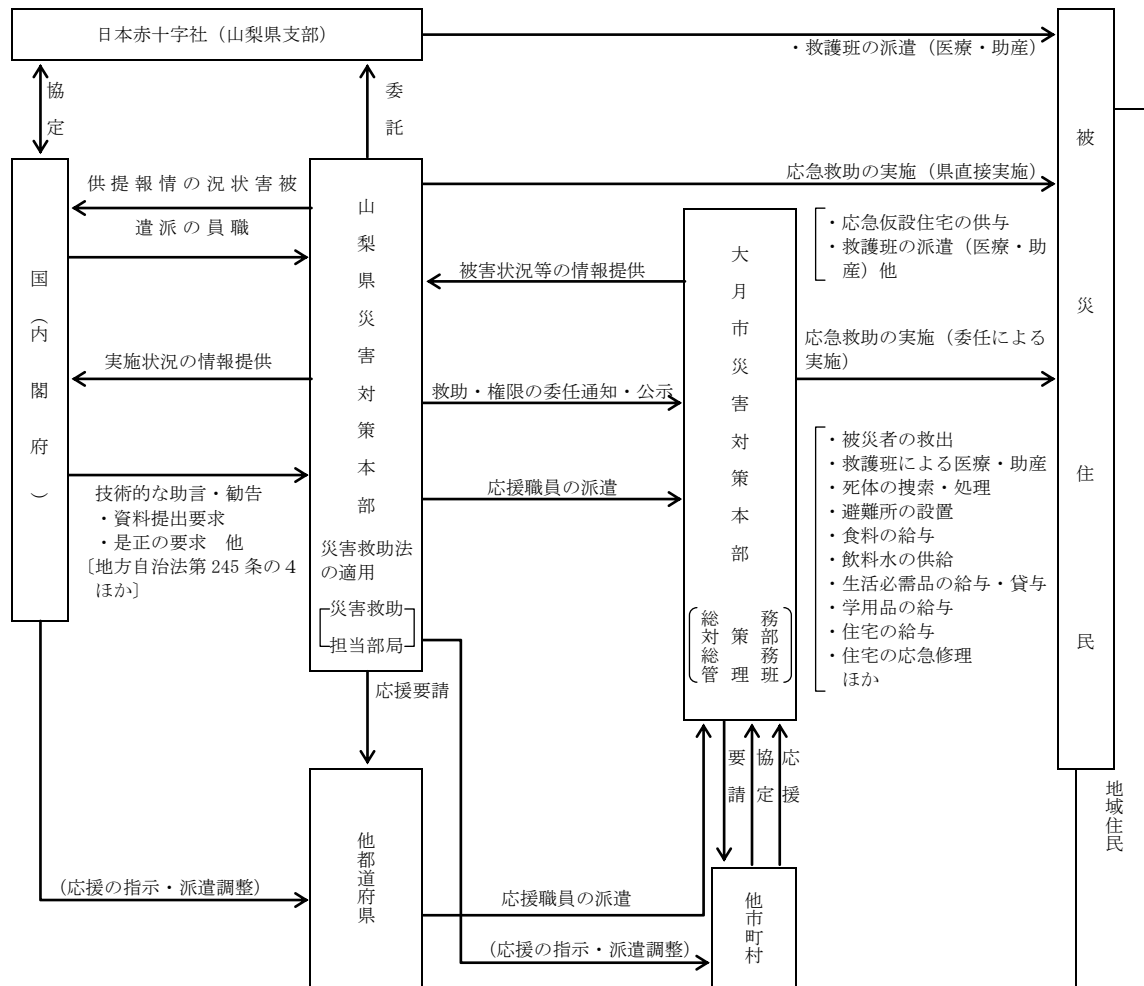 日本赤十字社（山梨県支部）
・救護班の派遣（医療・助産）
協定
委託
被災住民
供提報情の況状害被
遣派の員職
国（内閣府）
実施状況の情報提供
技術的な助言・勧告
・資料提出要求
・是正の要求　他
〔地方自治法第 245 条の４
ほか〕
山梨県災害対策本部
災害救助法
の適用
災害救助
担当部局
応急救助の実施（県直接実施）
・応急仮設住宅の供与
・救護班の派遣（医療・助
産）他
被害状況等の情報提供
救助・権限の委任通知・公示
応援職員の派遣
大月市災害対策本部
総　務
対策部
総　務
管理班
応急救助の実施（委任による
実施）
・被災者の救出
・救護班による医療・助産
・死体の捜索・処理
・避難所の設置
・食料の給与
・飲料水の供給
・生活必需品の給与・貸与
・学用品の給与
・住宅の給与
・住宅の応急修理
ほか
応援要請
要請
協定
応援
地域住民
他都道府県
（応援の指示・派遣調整）
応援職員の派遣
（応援の指示・派遣調整）
他市町村